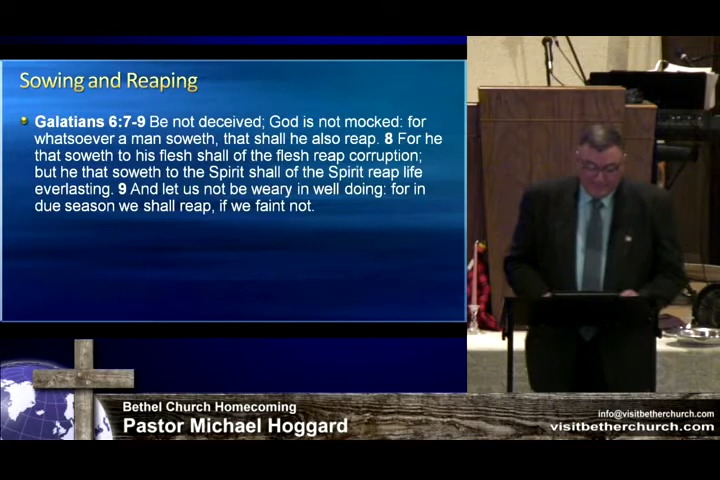 Sowing and Reaping
Galatians 6:7-9 Be not deceived; God is not mocked: for
whatsoever a man soweth, that shall he also reap. 8 For he
that soweth to his flesh shall of the flesh reap corruption;
but he that soweth to the Spirit shall of the Spirit reap life
everlasting. 9 And let us not be weary in well doing: for in
due season we shall reap, if we faint not.
Bethel Church Homecoming
Pastor Michael Hoggard
info@visitbetherchurch.com
visitbetherchurch.com